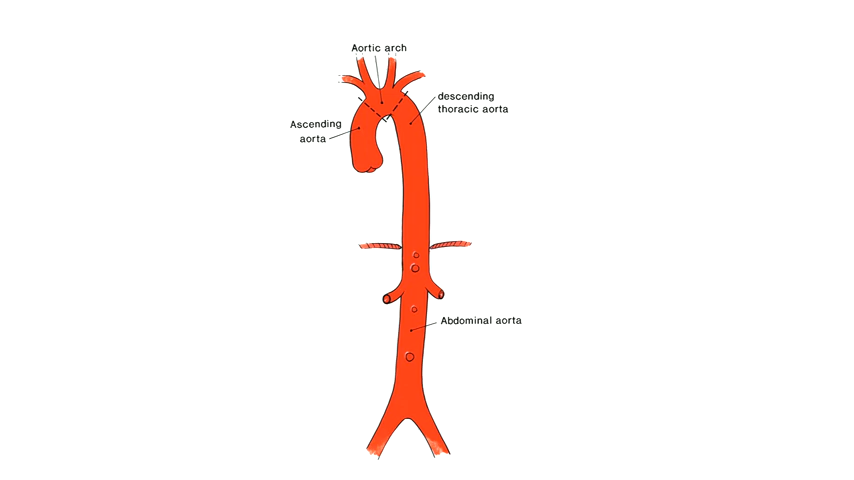 Aortic arch
descending
thoracic aorta
Ascending
aorta
Abdominal aorta